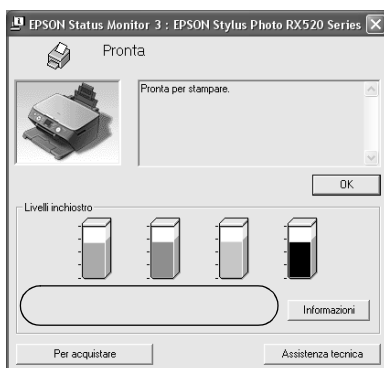 EPSON Status Monitor 3 : EPSON Stylus Photo RX520 Series
Pronta
Pronta per stampare.
OK
Livelli inchiostro
Informazioni
Per acquistare
Assistenza tecnica